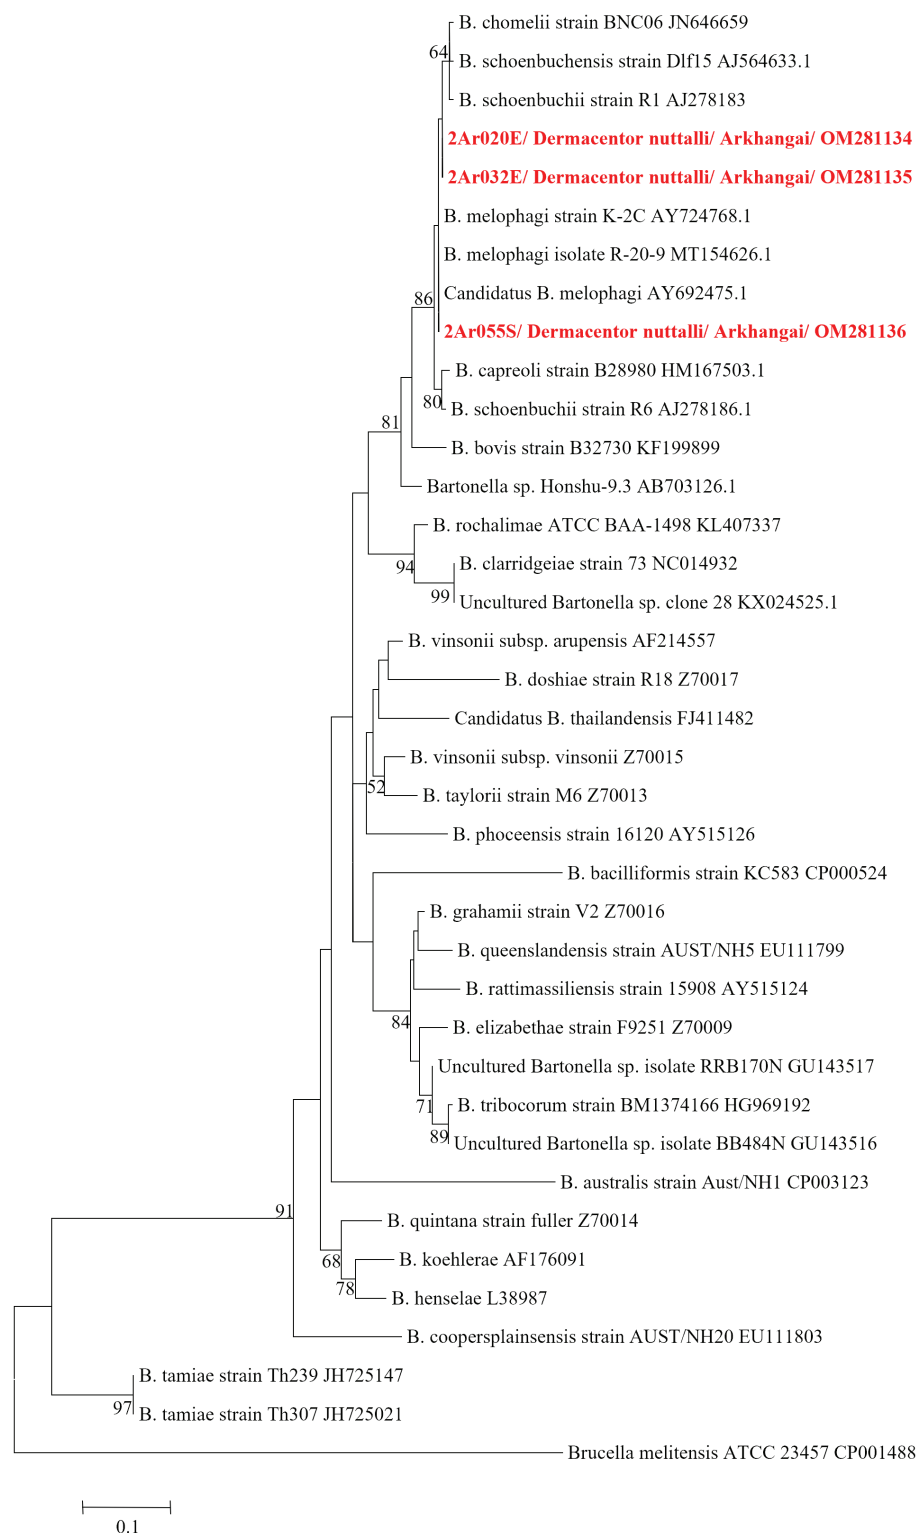 B. chomelii strain BNC06 JN646659
64
B. schoenbuchensis strain Dlf15 AJ564633.1
B. schoenbuchii strain R1 AJ278183
2Ar020E/ Dermacentor nuttalli/ Arkhangai/ OM281134
2Ar032E/ Dermacentor nuttalli/ Arkhangai/ OM281135
B. melophagi strain K-2C AY724768.1
B. melophagi isolate R-20-9 MT154626.1
Candidatus B. melophagi AY692475.1
86
2Ar055S/ Dermacentor nuttalli/ Arkhangai/ OM281136
B. capreoli strain B28980 HM167503.1
80
B. schoenbuchii strain R6 AJ278186.1
81
B. bovis strain B32730 KF199899
Bartonella sp. Honshu-9.3 AB703126.1
B. rochalimae ATCC BAA-1498 KL407337
94
B. clarridgeiae strain 73 NC014932
99
Uncultured Bartonella sp. clone 28 KX024525.1
B. vinsonii subsp. arupensis AF214557
B. doshiae strain R18 Z70017
Candidatus B. thailandensis FJ411482
B. vinsonii subsp. vinsonii Z70015
52
B. taylorii strain M6 Z70013
B. phoceensis strain 16120 AY515126
B. bacilliformis strain KC583 CP000524
B. grahamii strain V2 Z70016
B. queenslandensis strain AUST/NH5 EU111799
B. rattimassiliensis strain 15908 AY515124
84
B. elizabethae strain F9251 Z70009
Uncultured Bartonella sp. isolate RRB170N GU143517
71
B. tribocorum strain BM1374166 HG969192
89
Uncultured Bartonella sp. isolate BB484N GU143516
B. australis strain Aust/NH1 CP003123
91
B. quintana strain fuller Z70014
68
B. koehlerae AF176091
78
B. henselae L38987
B. coopersplainsensis strain AUST/NH20 EU111803
B. tamiae strain Th239 JH725147
97
B. tamiae strain Th307 JH725021
Brucella melitensis ATCC 23457 CP001488
0.1